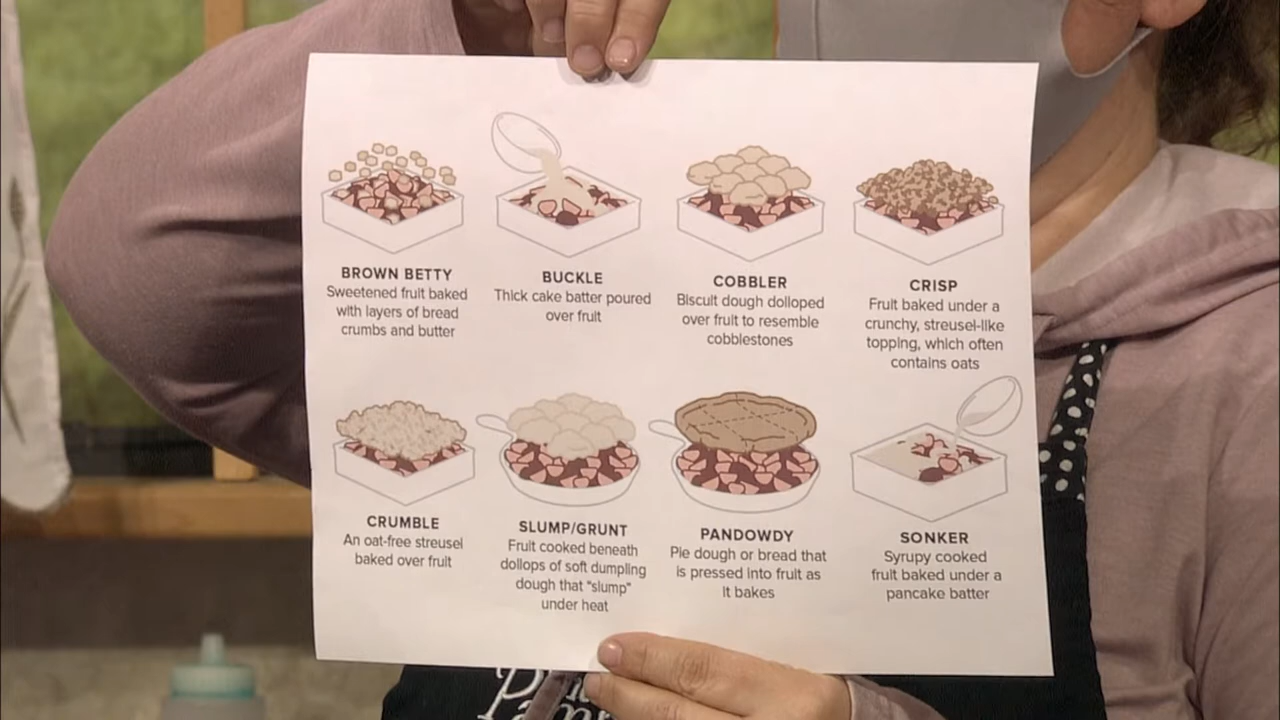 BROWN BETTY
Sweetened fruit baked
with layers of bread
crumbs and butter
BUCKLE
Thick cake batter poured
over fruit
COBBLER
Biscuit dough dolloped
over fruit to resemble
cobblestones
CRISP
Fruit baked under a
crunchy, streusel-like
topping, which often
contains oats
CRUMBLE
An oat-free streusel
baked over fruit
SLUMP/GRUNT
Fruit cooked beneath
dollops of soft dumpling
dough that "slump"
under heat
PANDOWDY
Pie dough or bread that
is pressed into fruit as
it bakes
SONKER
Syrupy cooked
fruit baked under a
pancake batter